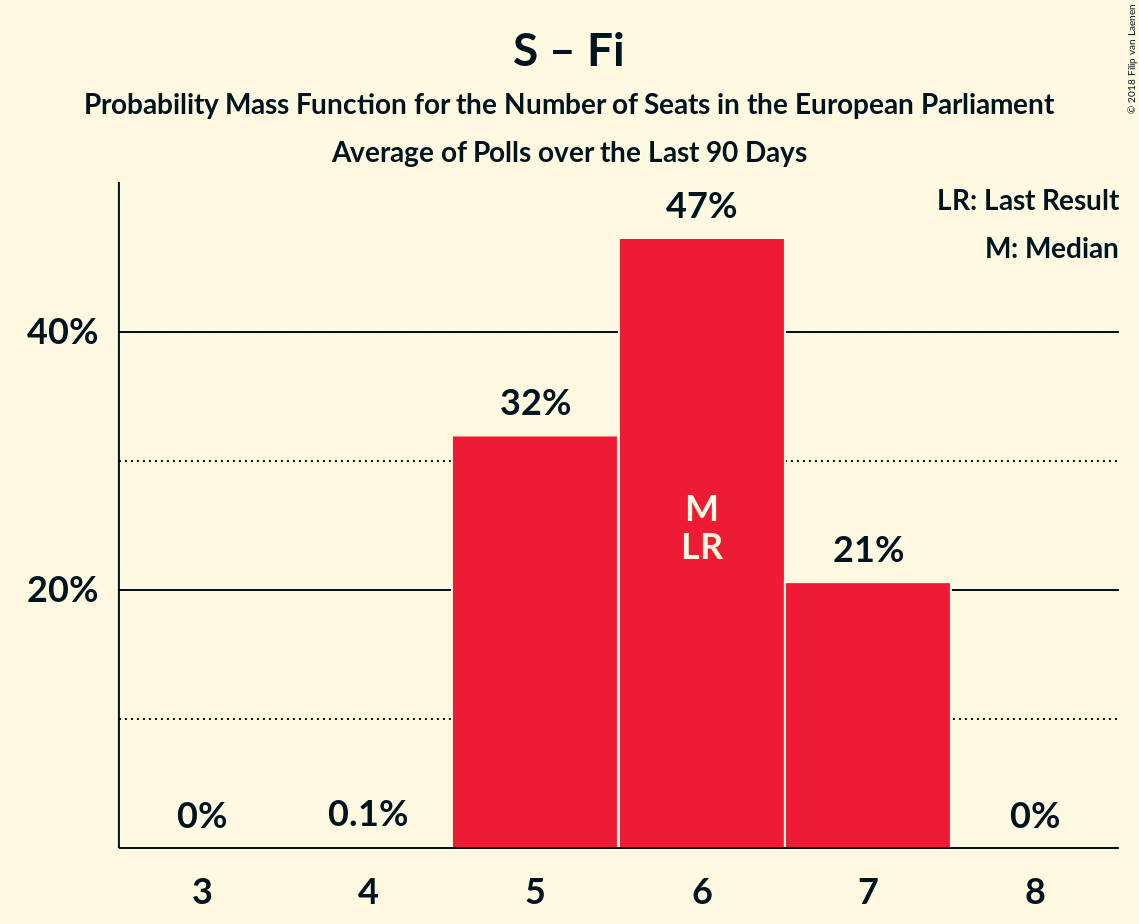 S – Fi
Probability Mass Function for the Number of Seats in the European Parliament
Average of Polls over the Last 90 Days
© 2018 Filip van Laenen
LR: Last Result
M: Median
47%
40%
32%
M
LR
21%
20%
0%
0.1%
0%
3
4
5
6
7
8